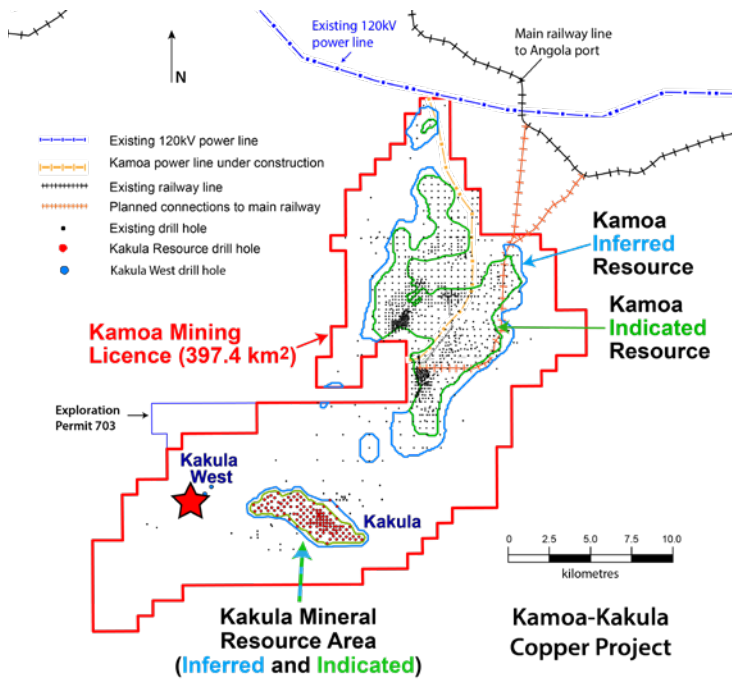 Existing 120kV
power line
Main railway line
to Angola port
N
Existing 120kV power line
Kamoa power line under construction
Existing railway line
Planned connections to main railway
Existing drill hole
Kakula Resource drill hole
Kakula West drill hole
Kamoa
Inferred
Resource
Kamoa
Indicated
Resource
Kamoa Mining
Licence (397.4 km²)
Exploration
Permit 703
Kakula
West
Kakula
0 2.5 5.0 7.5 10.0
kilometres
Kakula Mineral
Resource Area
(Inferred and Indicated)
Kamoa-Kakula
Copper Project